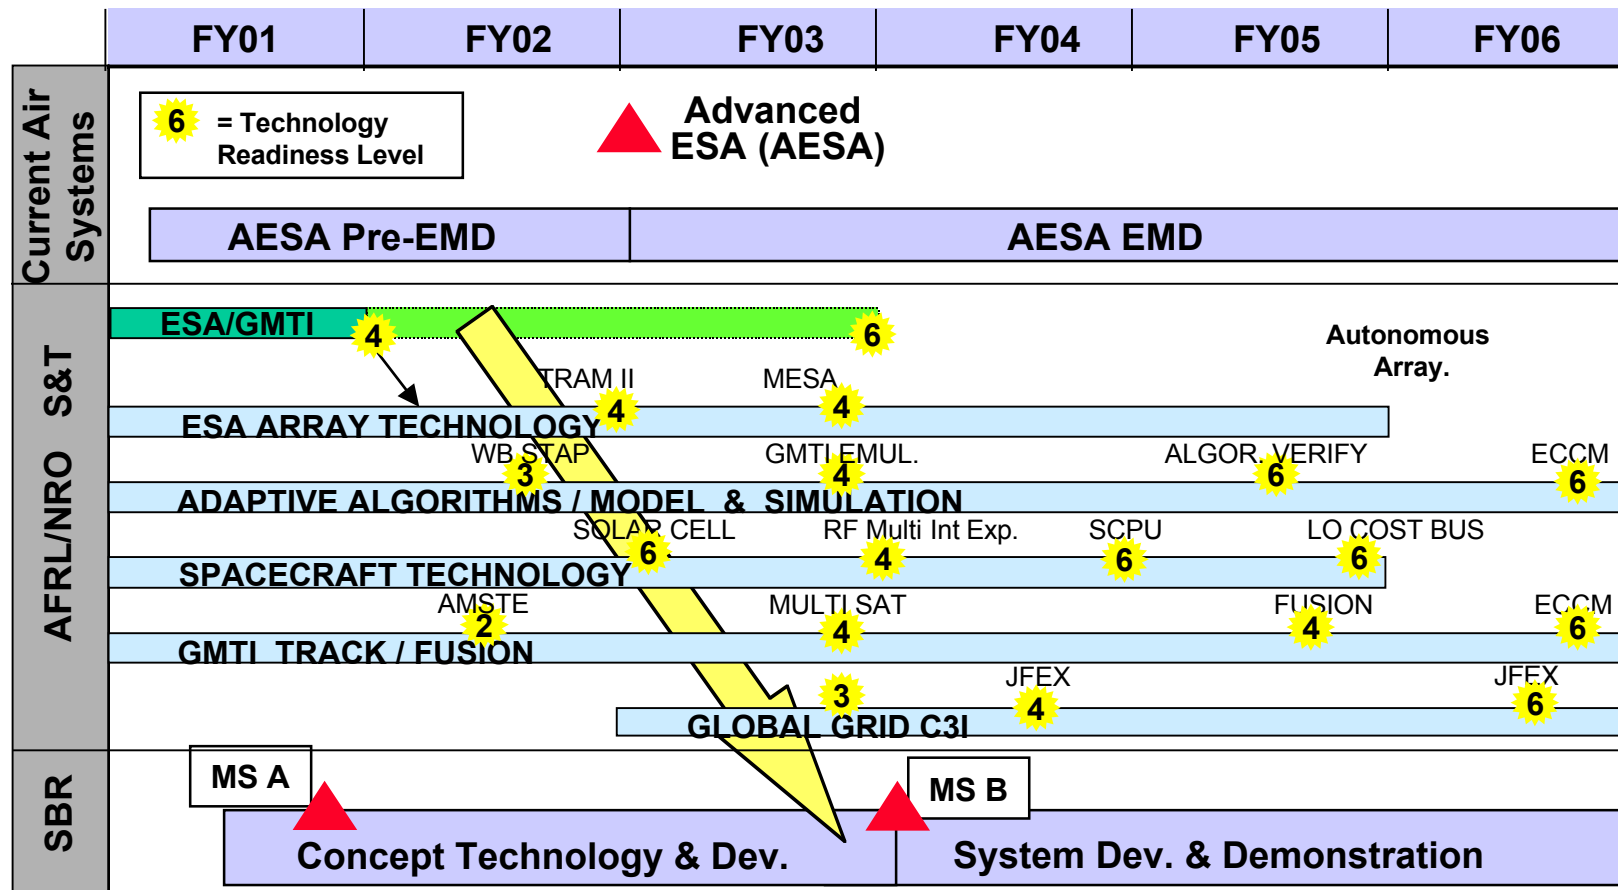 FY01 FY02 FY03 FY04 FY05 FY06
Current Air
Systems
6 = Technology
Readiness Level
Advanced
ESA (AESA)
AESA Pre-EMD AESA EMD
AFRL/NRO S&T
ESA/GMTI 4 6
Autonomous
Array.
TRAM II MESA
4 4
ESA ARRAY TECHNOLOGY
WB STAP GMTI EMUL. ALGOR. VERIFY ECCM
3 4 6 6
ADAPTIVE ALGORITHMS / MODEL & SIMULATION
SOLAR CELL RF Multi Int Exp. SCPU LO COST BUS
6 4 6 6
SPACECRAFT TECHNOLOGY
AMSTE MULTI SAT FUSION ECCM
2 4 4 6
GMTI TRACK / FUSION
JFEX JFEX
3 4 6
GLOBAL GRID C3I
SBR
MS A MS B
Concept Technology & Dev. System Dev. & Demonstration